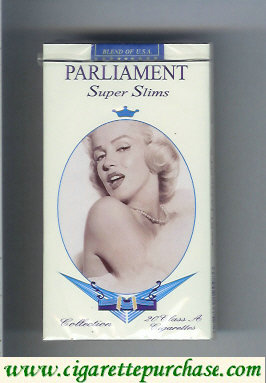 BLEND OF U.S.A.
PARLIAMENT
Super Slims
Collection
20 Class A
Cigarettes
www.cigarettepurchase.com